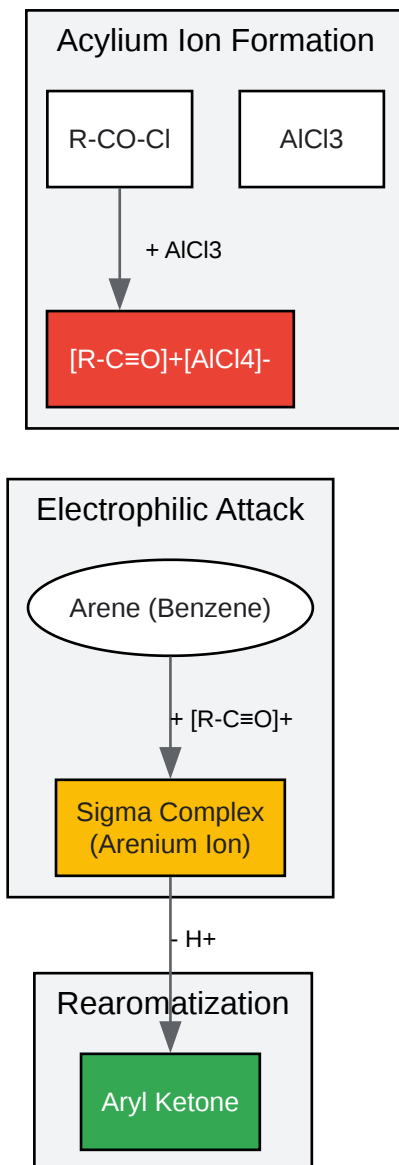 Acylium Ion Formation
R-CO-Cl
AlCl3
+ AlCl3
[R-C≡O]+[AlCl4]-
Electrophilic Attack
Arene (Benzene)
+ [R-C≡O]+
Sigma Complex
(Arenium Ion)
- H+
Rearomatization
Aryl Ketone